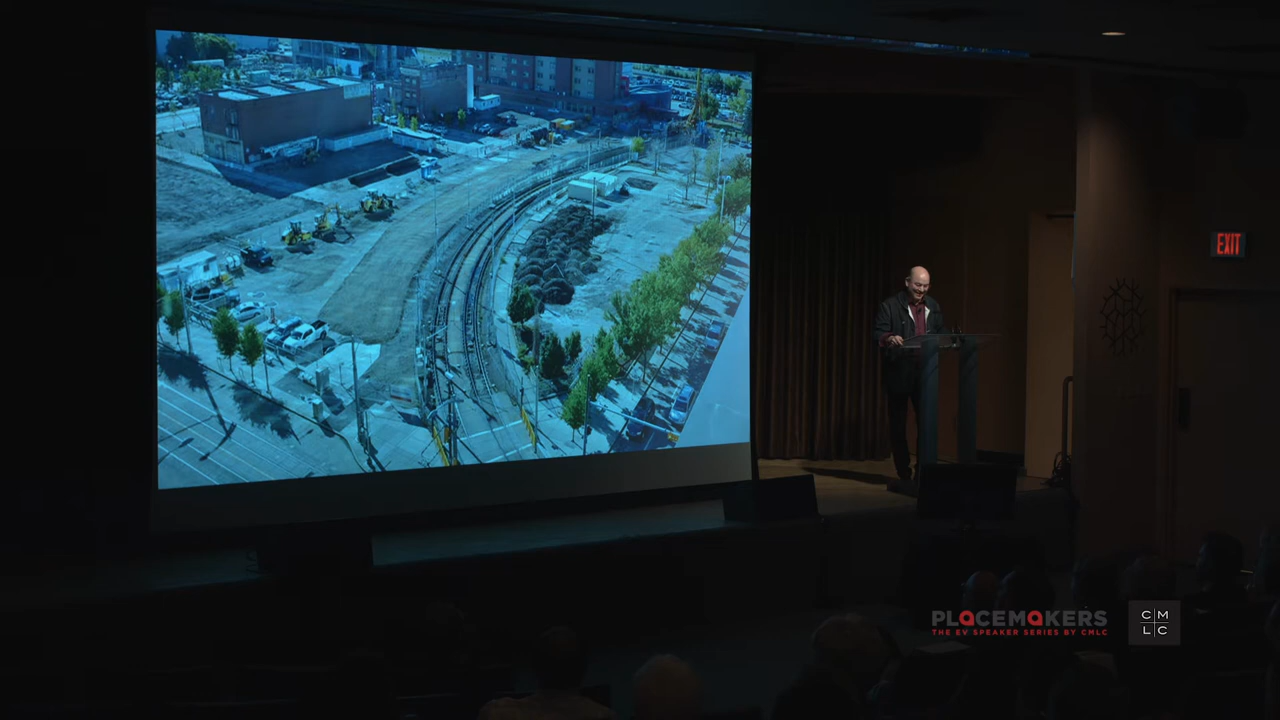 EXIT
PLACEMAKERS
THE EV SPEAKER SERIES BY CMLC
CM
LC